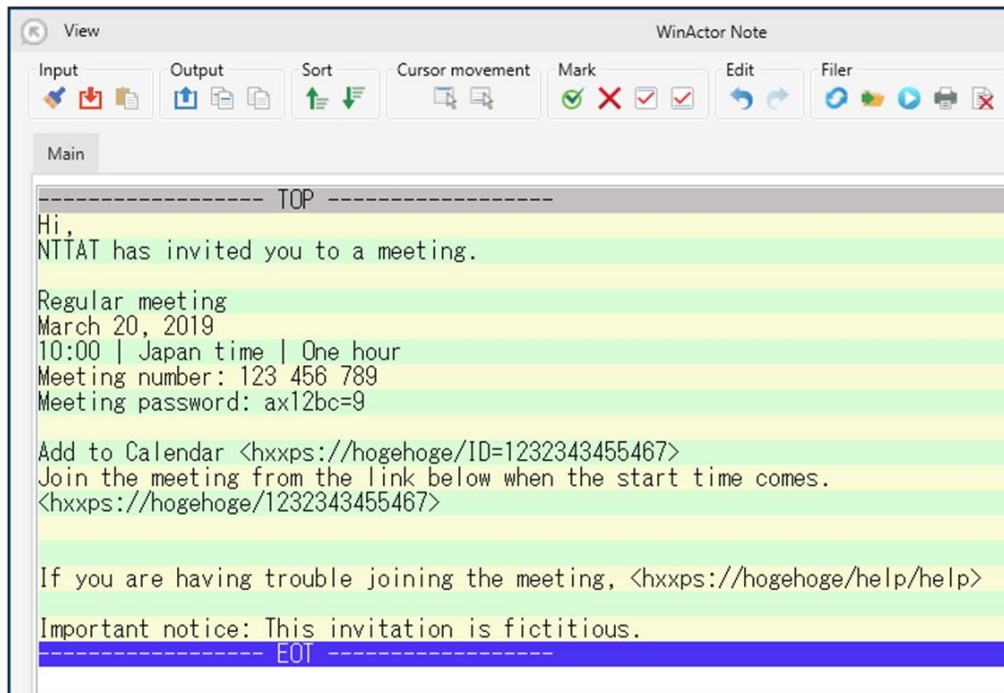 View WinActor Note
Input Output Sort Cursor movement Mark Edit Filer
Main
------------------ TOP ------------------
Hi,
NTTAT has invited you to a meeting.
Regular meeting
March 20, 2019
10:00 | Japan time | One hour
Meeting number: 123 456 789
Meeting password: ax12bc=9
Add to Calendar <hxxps://hogehoge/ID=1232343455467>
Join the meeting from the link below when the start time comes.
<hxxps://hogehoge/1232343455467>
If you are having trouble joining the meeting, <hxxps://hogehoge/help/help>
Important notice: This invitation is fictitious.
------------------ EOT ------------------